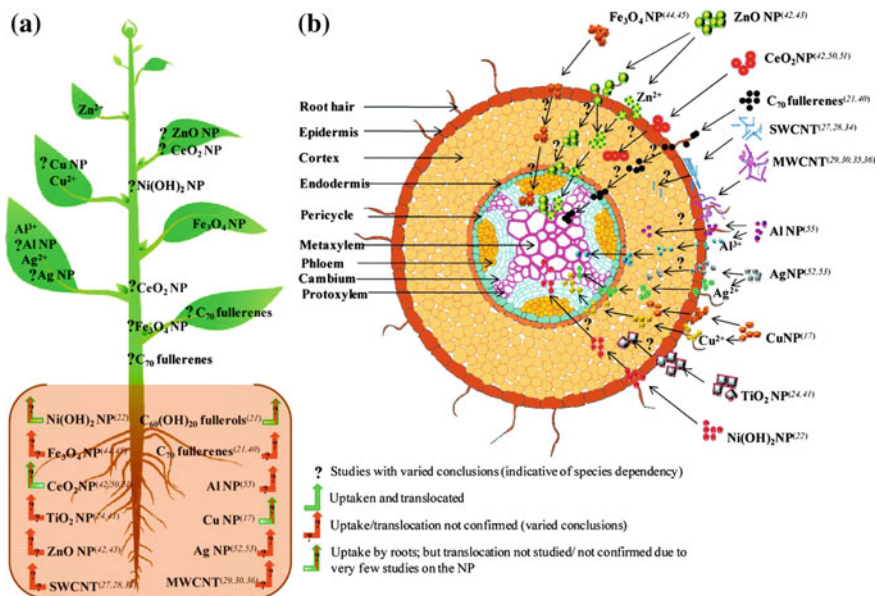 (a)
Zn²⁺
? ZnO NP
? CeO₂ NP
? Cu NP
Cu²⁺
? Ni(OH)₂ NP
Fe₃O₄ NP
Al³⁺
? Al NP
Ag²⁺
? Ag NP
? CeO₂ NP
? C₇₀ fullerenes
? Fe₃O₄ NP
? C₇₀ fullerenes
Ni(OH)₂ NP(22)
C₆₀(OH)₂₀ fullerols(21)
Fe₃O₄ NP(44,45)
C₇₀ fullerenes(21,40)
CeO₂NP(42,50,51)
Al NP(55)
TiO₂ NP(24,41)
Cu NP(17)
ZnO NP(42,43)
Ag NP(52,53)
SWCNT(27,28,34)
MWCNT(29,30,36)
(b)
Fe₃O₄ NP(44,45)
ZnO NP(42,43)
CeO₂NP(42,50,51)
Zn²⁺
C₇₀ fullerenes(21,40)
SWCNT(27,28,34)
MWCNT(29,30,35,36)
Al NP(55)
Al³⁺
AgNP(52,53)
Ag²⁺
CuNP(17)
Cu²⁺
TiO₂ NP(24,41)
Ni(OH)₂NP(22)
Root hair
Epidermis
Cortex
Endodermis
Pericycle
Metaxylem
Phloem
Cambium
Protoxylem
? ? ? ? ? ? ? ? ? ?
? Studies with varied conclusions (indicative of species dependency)
Uptaken and translocated
Uptake/translocation not confirmed (varied conclusions)
Uptake by roots; but translocation not studied/ not confirmed due to
very few studies on the NP